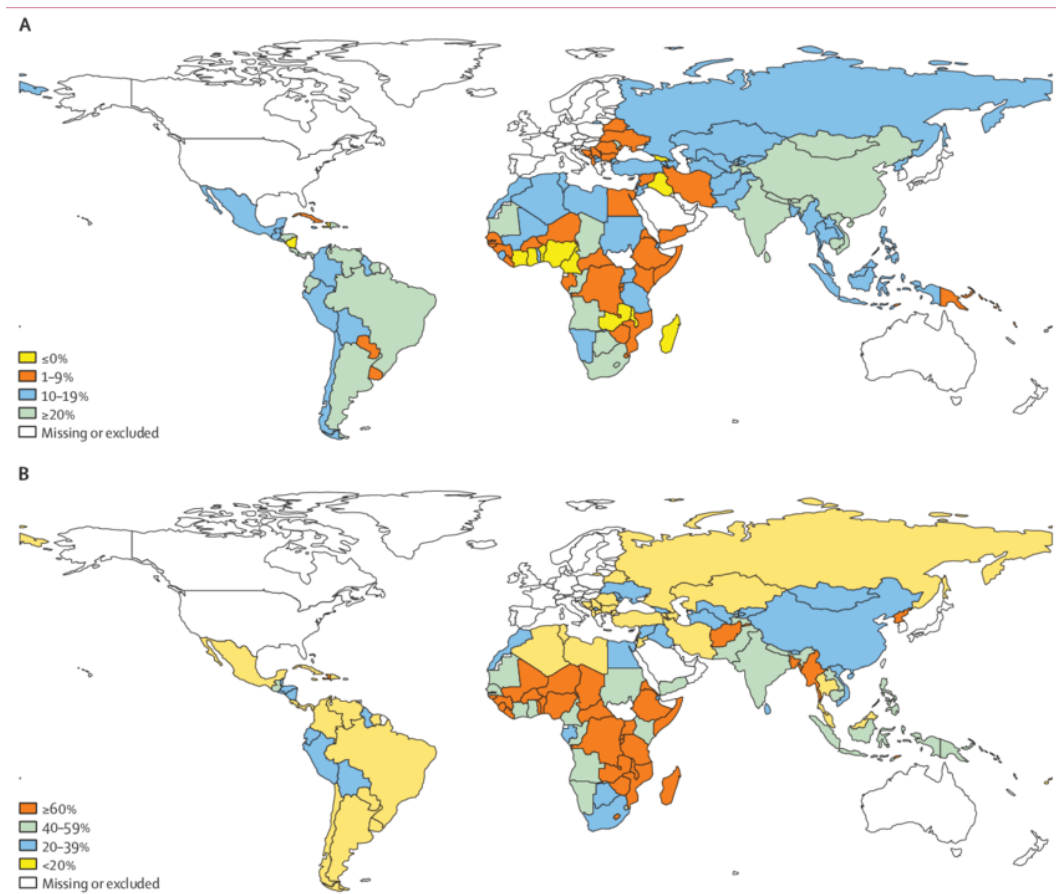 A
≤0%
1–9%
10–19%
≥20%
Missing or excluded
B
≥60%
40–59%
20–39%
<20%
Missing or excluded